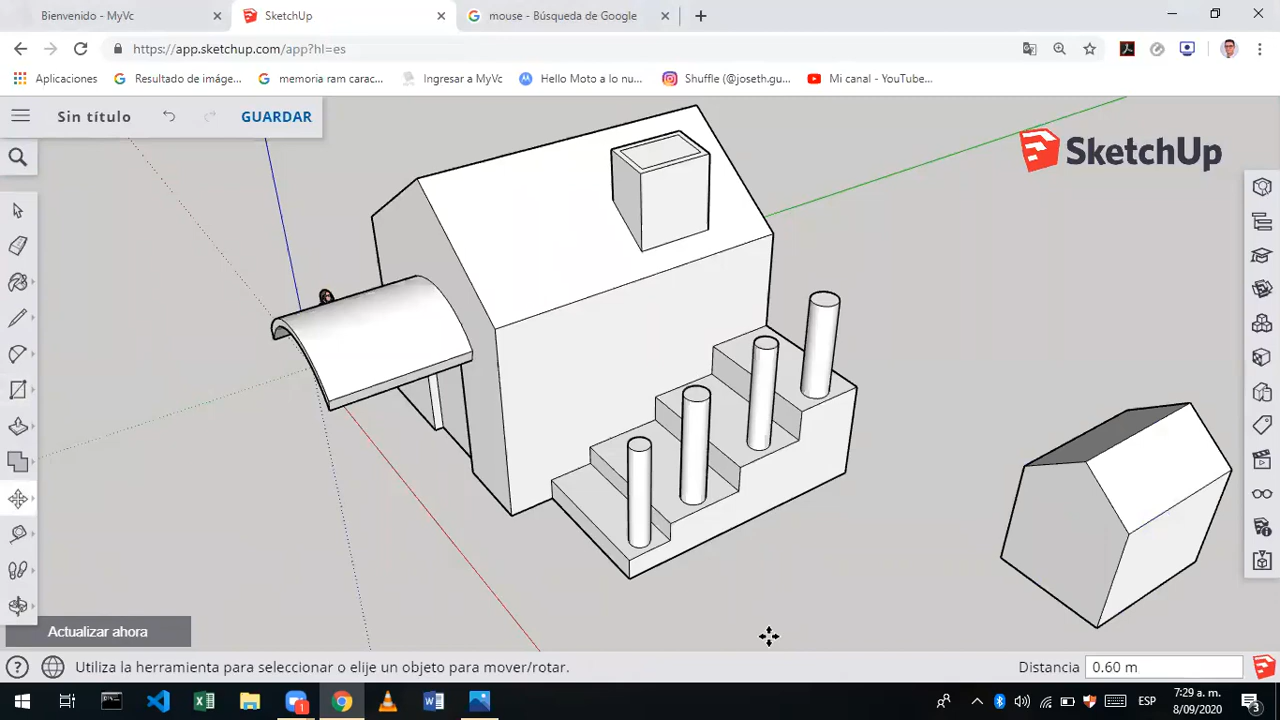 Bienvenido - MyVc
SketchUp
mouse - Búsqueda de Google
https://app.sketchup.com/app?hl=es
Aplicaciones
Resultado de imáge...
memoria ram carac...
Ingresar a MyVc
Hello Moto a lo nu...
Shuffle (@joseth.gu...
Mi canal - YouTube...
Sin título
GUARDAR
SketchUp
Actualizar ahora
Utiliza la herramienta para seleccionar o elije un objeto para mover/rotar.
Distancia
0.60 m
1
ESP
7:29 a. m.
8/09/2020
3